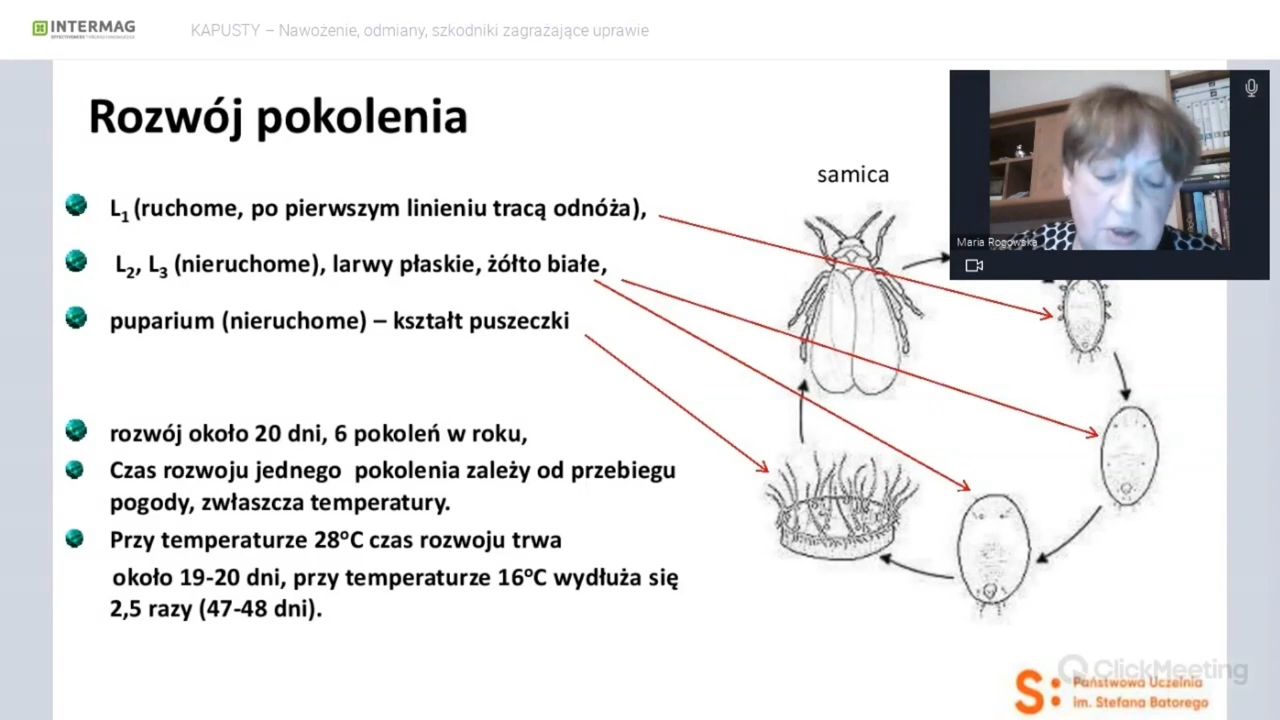 INTERMAG
KAPUSTY – Nawożenie, odmiany, szkodniki zagrażające uprawie
Rozwój pokolenia
samica
Maria Rogowska
L1 (ruchome, po pierwszym linieniu tracą odnóża),
L2, L3 (nieruchome), larwy płaskie, żółto białe,
puparium (nieruchome) – kształt puszeczki
rozwój około 20 dni, 6 pokoleń w roku,
Czas rozwoju jednego pokolenia zależy od przebiegu
pogody, zwłaszcza temperatury.
Przy temperaturze 28°C czas rozwoju trwa
około 19-20 dni, przy temperaturze 16°C wydłuża się
2,5 razy (47-48 dni).
ClickMeeting
S: Państwowa Uczelnia
im. Stefana Batorego